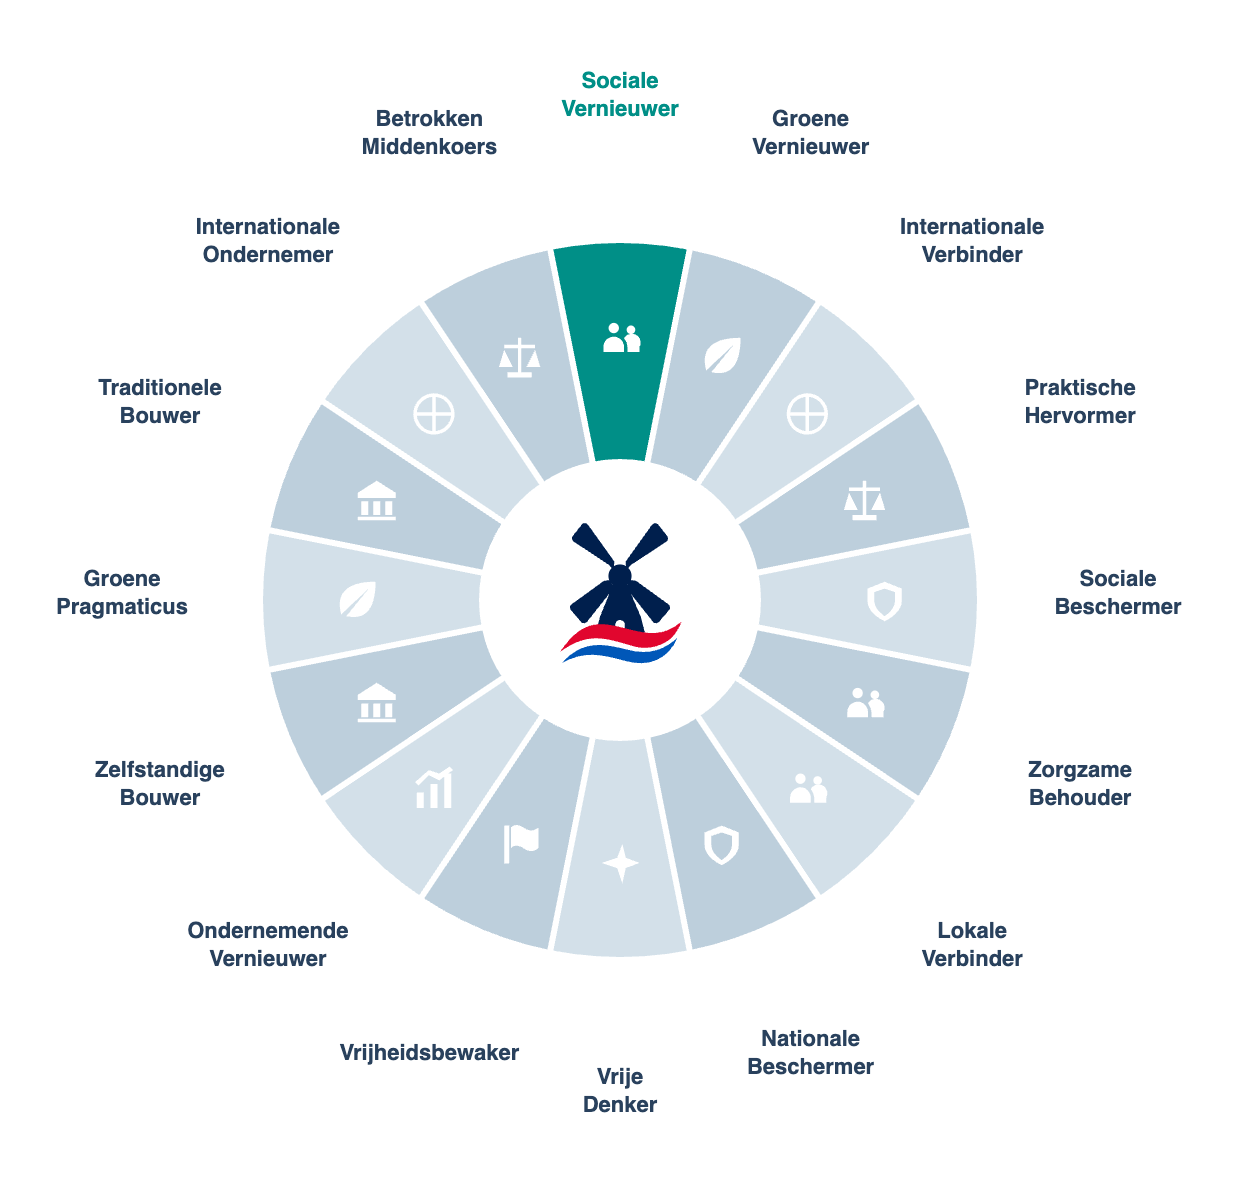 Sociale
Vernieuwer
Groene
Vernieuwer
Internationale
Verbinder
Praktische
Hervormer
Sociale
Beschermer
Zorgzame
Behouder
Lokale
Verbinder
Nationale
Beschermer
Vrije
Denker
Vrijheidsbewaker
Ondernemende
Vernieuwer
Zelfstandige
Bouwer
Groene
Pragmaticus
Traditionele
Bouwer
Internationale
Ondernemer
Betrokken
Middenkoers